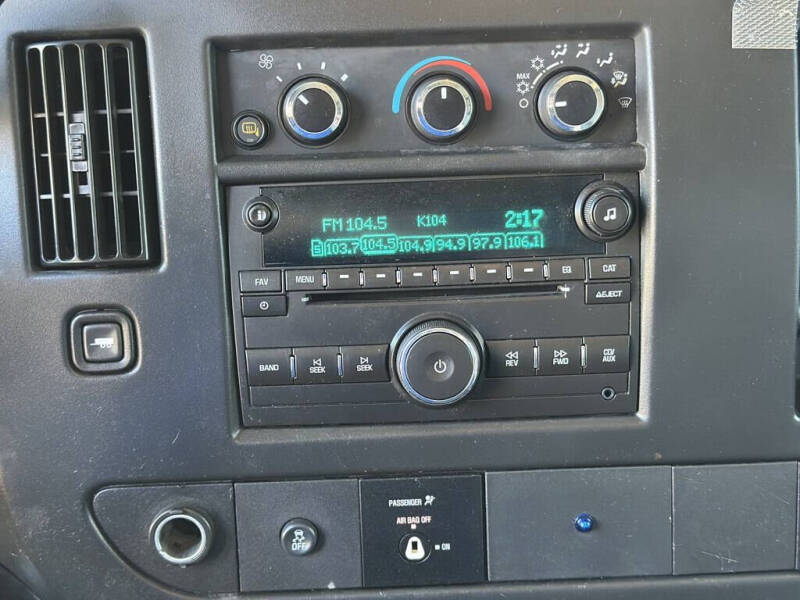 MAX
FM 104.5 K104 2:17
5 103.7 104.5 104.9 94.9 97.9 106.1
FAV MENU EQ CAT
EJECT
BAND SEEK SEEK REV FWD CD/AUX
PASSENGER
AIR BAG OFF
OFF
ON